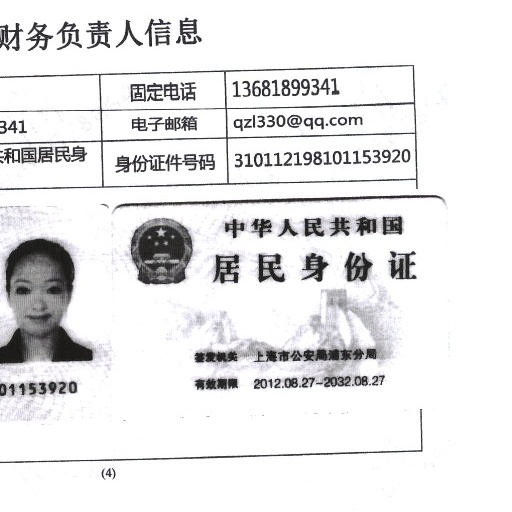 财务负责人信息
固定电话 13681899341
341 电子邮箱 qzl330@qq.com
共和国居民身 身份证件号码 310112198101153920
中华人民共和国
居民身份证
签发机关 上海市公安局浦东分局
01153920 有效期限 2012.08.27-2032.08.27
(4)